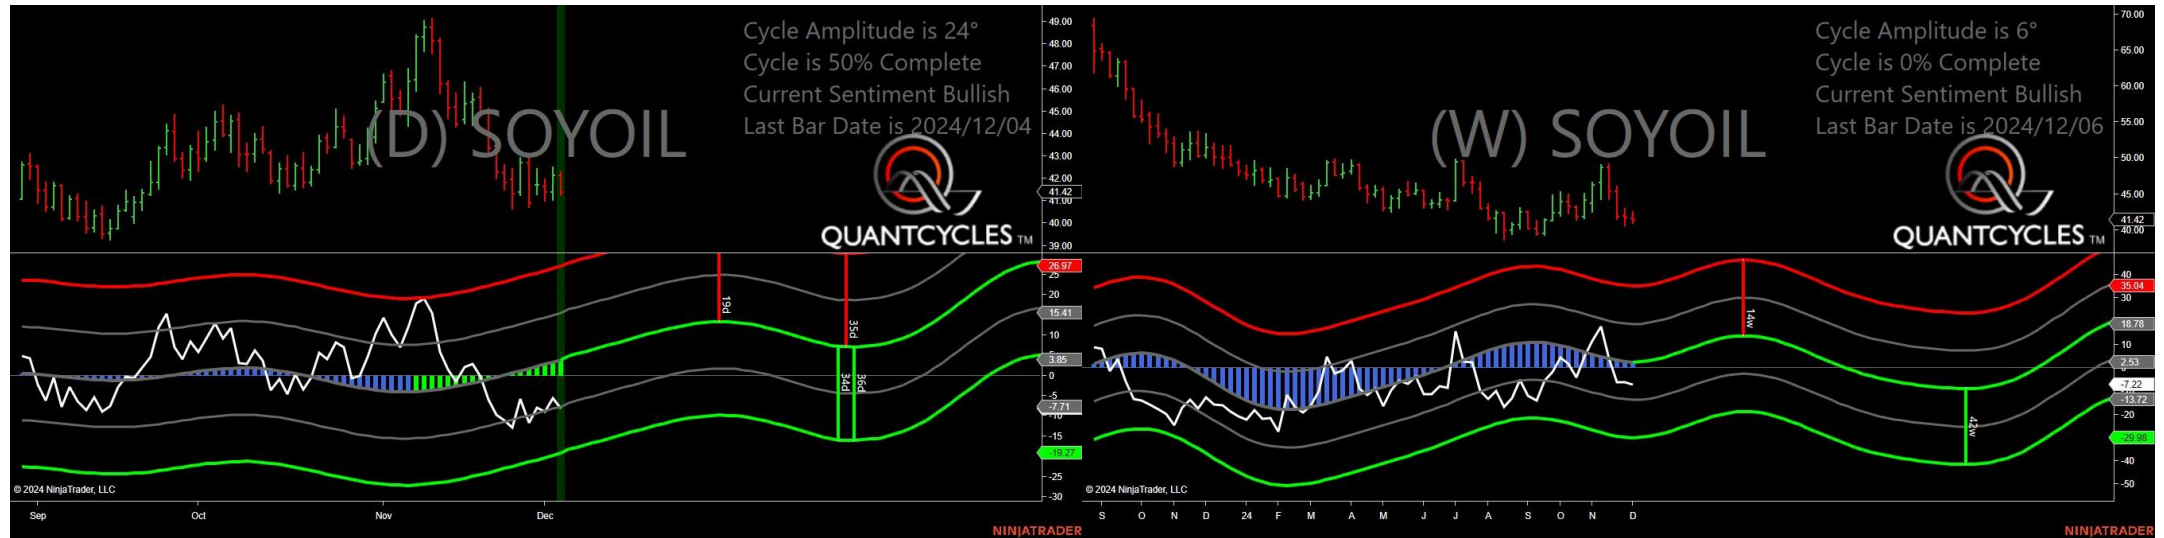 Cycle Amplitude is 24°
Cycle is 50% Complete
Current Sentiment Bullish
Last Bar Date is 2024/12/04
(D) SOYOIL
QUANTCYCLES TM
49.00
48.00
47.00
46.00
45.00
44.00
43.00
42.00
41.42
41.00
40.00
39.00
26.97
25
20
15.41
10
3.85
0
-5
-7.71
-10
-15
-19.27
-25
-30
19d
35d
34d
36d
© 2024 NinjaTrader, LLC
Sep Oct Nov Dec
NINJATRADER
Cycle Amplitude is 6°
Cycle is 0% Complete
Current Sentiment Bullish
Last Bar Date is 2024/12/06
(W) SOYOIL
QUANTCYCLES TM
70.00
65.00
60.00
55.00
50.00
45.00
41.42
40.00
40
35.04
30
18.78
10
2.53
-7.22
-13.72
-20
-29.98
-40
-50
14w
42w
© 2024 NinjaTrader, LLC
S O N D 24 F M A M J J A S O N D
NINJATRADER